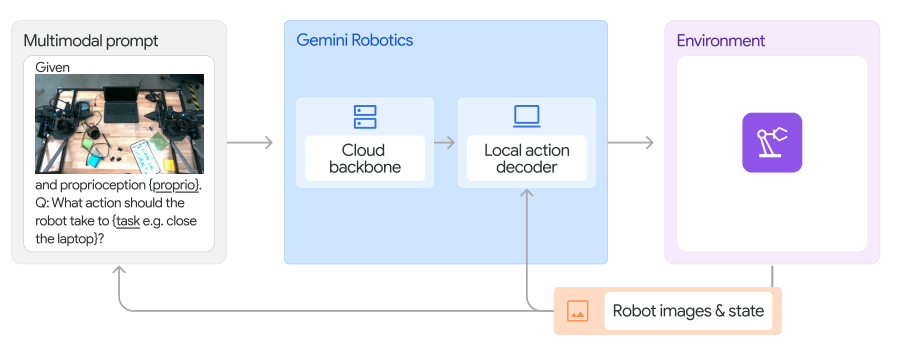 Multimodal prompt
Given
and proprioception {proprio}.
Q: What action should the
robot take to {task e.g. close
the laptop}?
Gemini Robotics
Cloud
backbone
Local action
decoder
Environment
Robot images & state